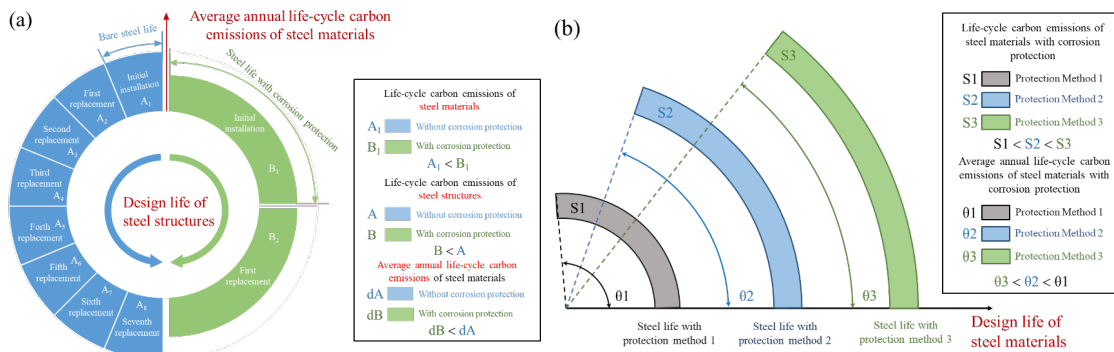 (a)
Average annual life-cycle carbon
emissions of steel materials
Bare steel life
Steel life with corrosion protection
Initial
installation
A1
First
replacement
A2
Second
replacement
A3
Third
replacement
A4
Forth
replacement
A5
Fifth
replacement
A6
Sixth
replacement
A7
Seventh
replacement
A8
Initial
installation
B1
B2
First
replacement
Design life of
steel structures
Life-cycle carbon emissions of
steel materials
A1 Without corrosion protection
B1 With corrosion protection
A1 < B1
Life-cycle carbon emissions of
steel structures
A Without corrosion protection
B With corrosion protection
B < A
Average annual life-cycle carbon
emissions of steel materials
dA Without corrosion protection
dB With corrosion protection
dB < dA
(b)
S1
S2
S3
θ1
θ2
θ3
Steel life with
protection method 1
Steel life with
protection method 2
Steel life with
protection method 3
Design life of
steel materials
Life-cycle carbon emissions of
steel materials with corrosion
protection
S1 Protection Method 1
S2 Protection Method 2
S3 Protection Method 3
S1 < S2 < S3
Average annual life-cycle carbon
emissions of steel materials with
corrosion protection
θ1 Protection Method 1
θ2 Protection Method 2
θ3 Protection Method 3
θ3 < θ2 < θ1